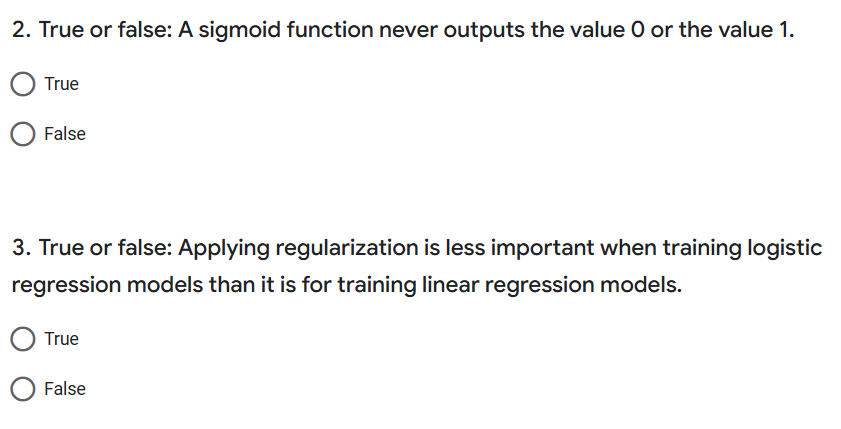 2. True or false: A sigmoid function never outputs the value 0 or the value 1.
True
False
3. True or false: Applying regularization is less important when training logistic
regression models than it is for training linear regression models.
True
False